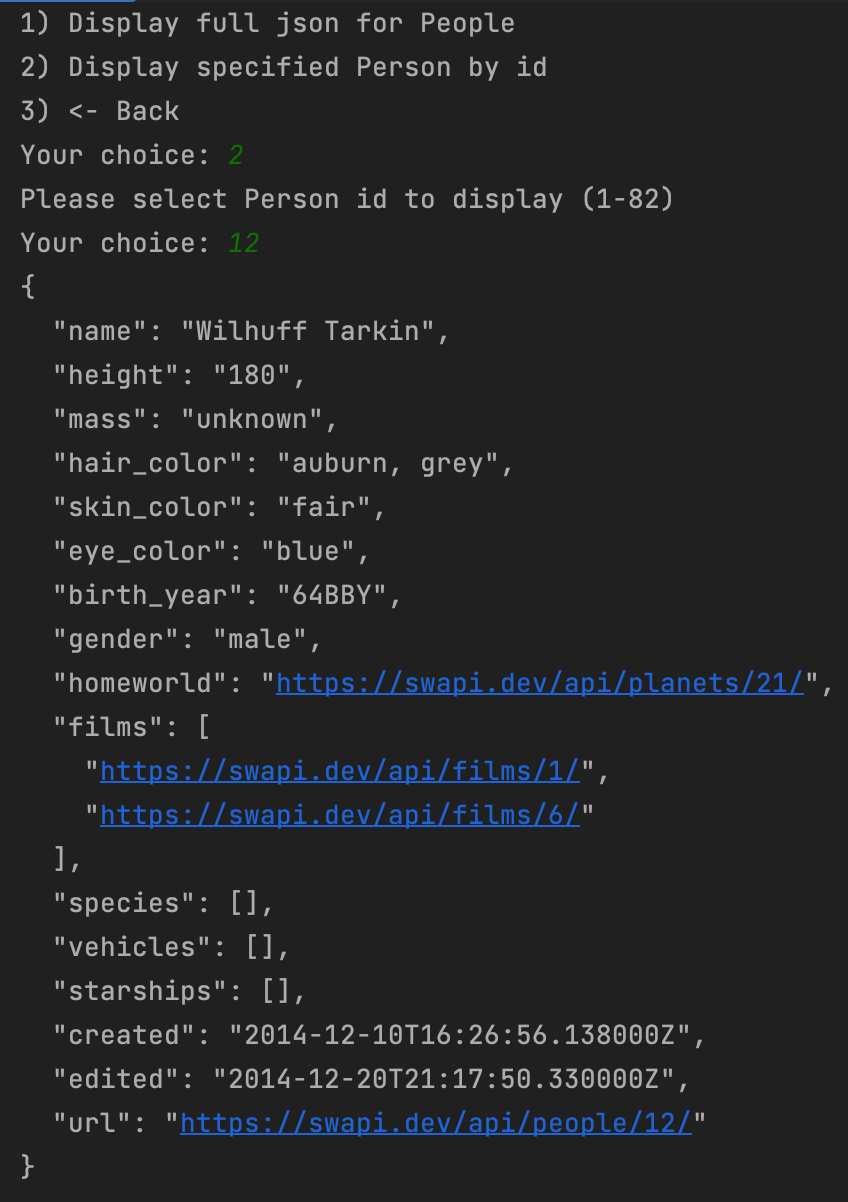 1) Display full json for People
2) Display specified Person by id
3) <- Back
Your choice: 2
Please select Person id to display (1-82)
Your choice: 12
{
  "name": "Wilhuff Tarkin",
  "height": "180",
  "mass": "unknown",
  "hair_color": "auburn, grey",
  "skin_color": "fair",
  "eye_color": "blue",
  "birth_year": "64BBY",
  "gender": "male",
  "homeworld": "https://swapi.dev/api/planets/21/",
  "films": [
    "https://swapi.dev/api/films/1/",
    "https://swapi.dev/api/films/6/"
  ],
  "species": [],
  "vehicles": [],
  "starships": [],
  "created": "2014-12-10T16:26:56.138000Z",
  "edited": "2014-12-20T21:17:50.330000Z",
  "url": "https://swapi.dev/api/people/12/"
}